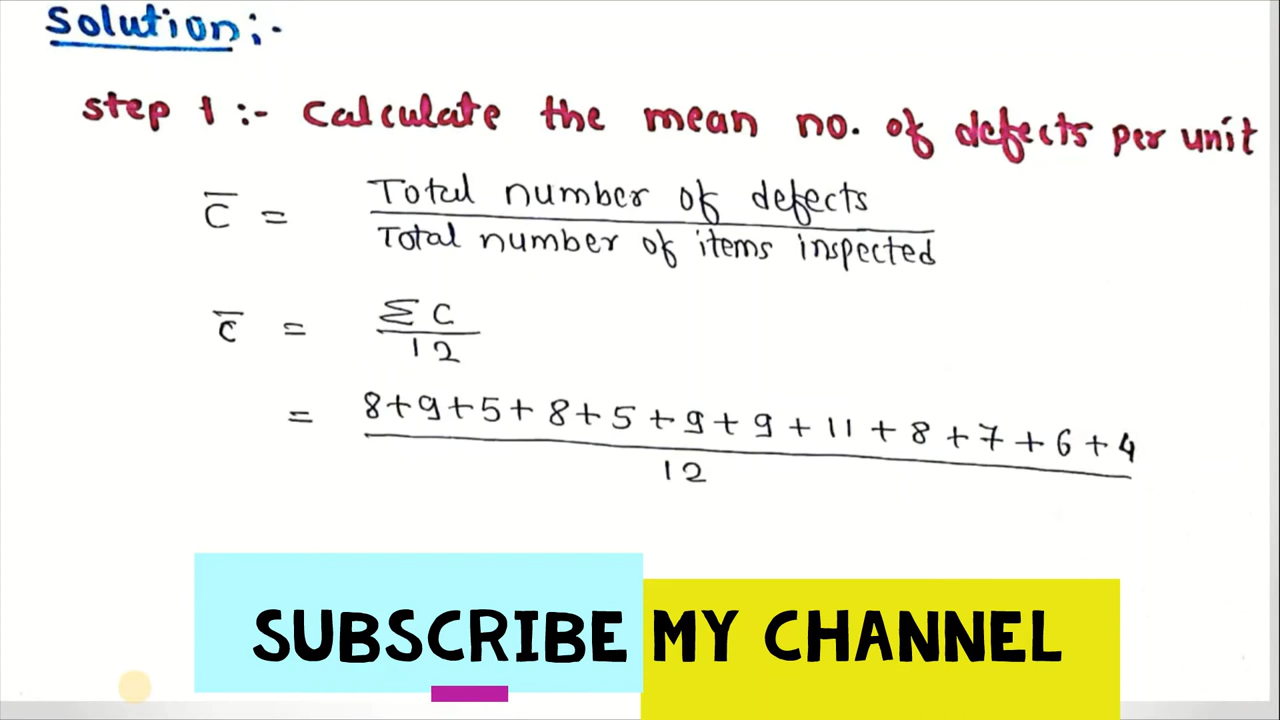 Solution:-
step 1 :- Calculate the mean no. of defects per unit
C̅ = Total number of defects
Total number of items inspected
c̅ = Σ C
12
= 8+9+5+8+5+9+9+11+8+7+6+4
12
SUBSCRIBE MY CHANNEL